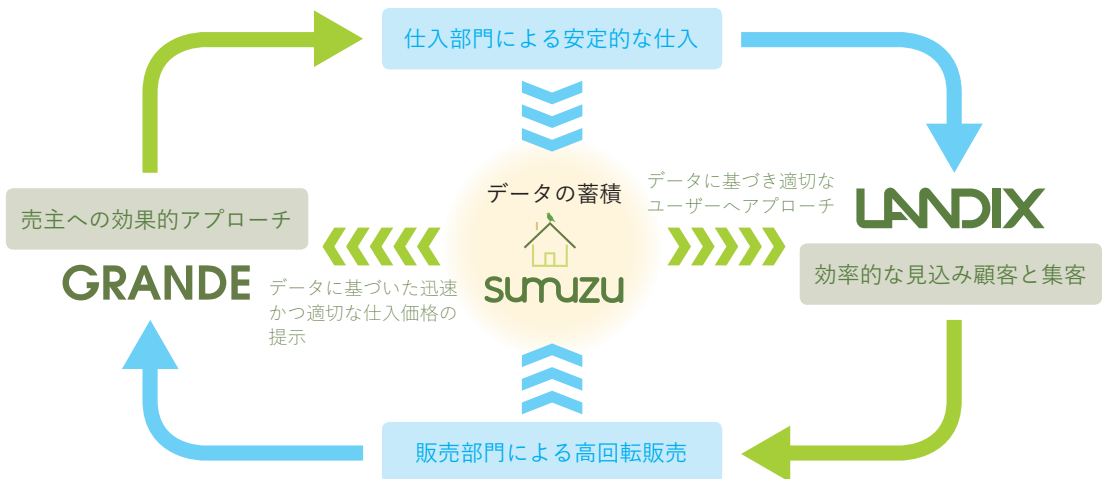 仕入部門による安定的な仕入
データの蓄積
sumuzu
データに基づき適切な
ユーザーへアプローチ
LANDIX
効率的な見込み顧客と集客
売主への効果的アプローチ
GRANDE
データに基づいた迅速
かつ適切な仕入価格の
提示
販売部門による高回転販売